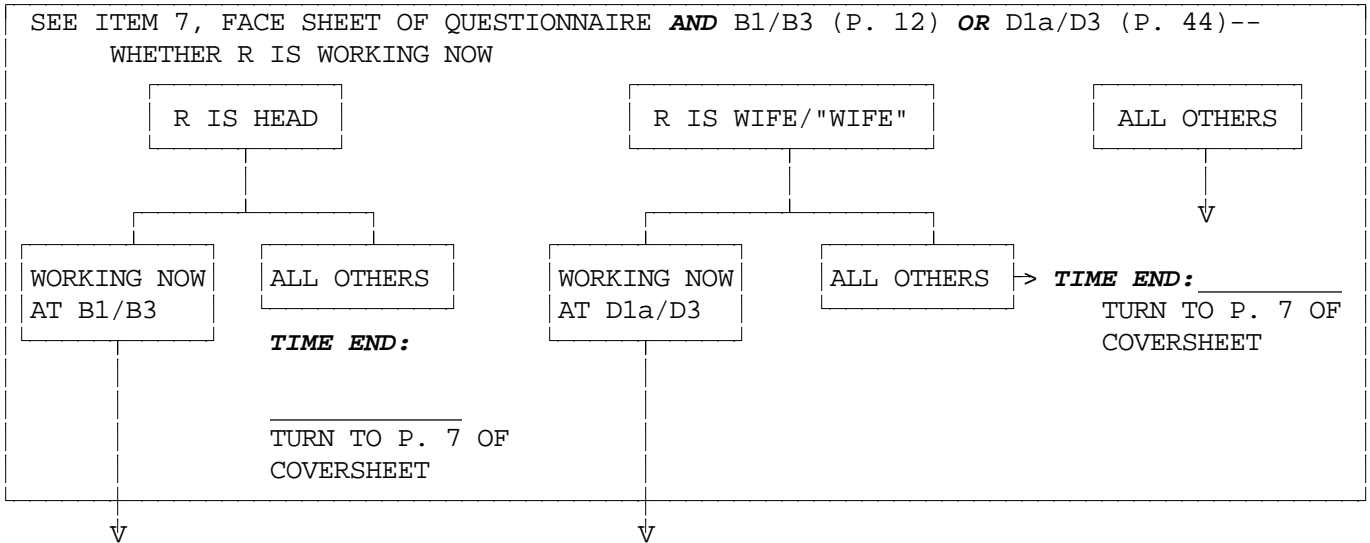 SEE ITEM 7, FACE SHEET OF QUESTIONNAIRE AND B1/B3 (P. 12) OR D1a/D3 (P. 44)--
WHETHER R IS WORKING NOW
R IS HEAD
R IS WIFE/"WIFE"
ALL OTHERS
WORKING NOW
AT B1/B3
ALL OTHERS
TIME END:
TURN TO P. 7 OF
COVERSHEET
WORKING NOW
AT D1a/D3
ALL OTHERS
TIME END:
TURN TO P. 7 OF
COVERSHEET